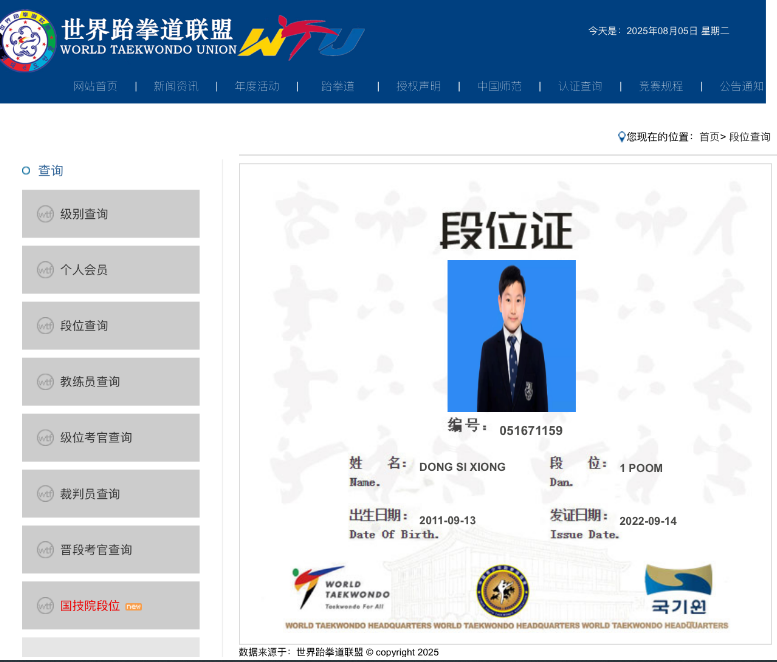 世界跆拳道联盟
WORLD TAEKWONDO UNION
WTU
今天是：2025年08月05日 星期二
网站首页 | 新闻资讯 | 年度活动 | 跆拳道 | 授权声明 | 中国师范 | 认证查询 | 竞赛规程 | 公告通知
您现在的位置：首页> 段位查询
查询
级别查询
个人会员
段位查询
教练员查询
级位考官查询
裁判员查询
晋段考官查询
国技院段位 new
段位证
编号：051671159
姓 名：DONG SI XIONG
Name.
段 位：1 POOM
Dan.
出生日期：2011-09-13
Date Of Birth.
发证日期：2022-09-14
Issue Date.
WORLD
TAEKWONDO
Taekwondo For All
국기원
WORLD TAEKWONDO HEADQUARTERS WORLD TAEKWONDO HEADQUARTERS WORLD TAEKWONDO HEADQUARTERS
数据来源于：世界跆拳道联盟 © copyright 2025